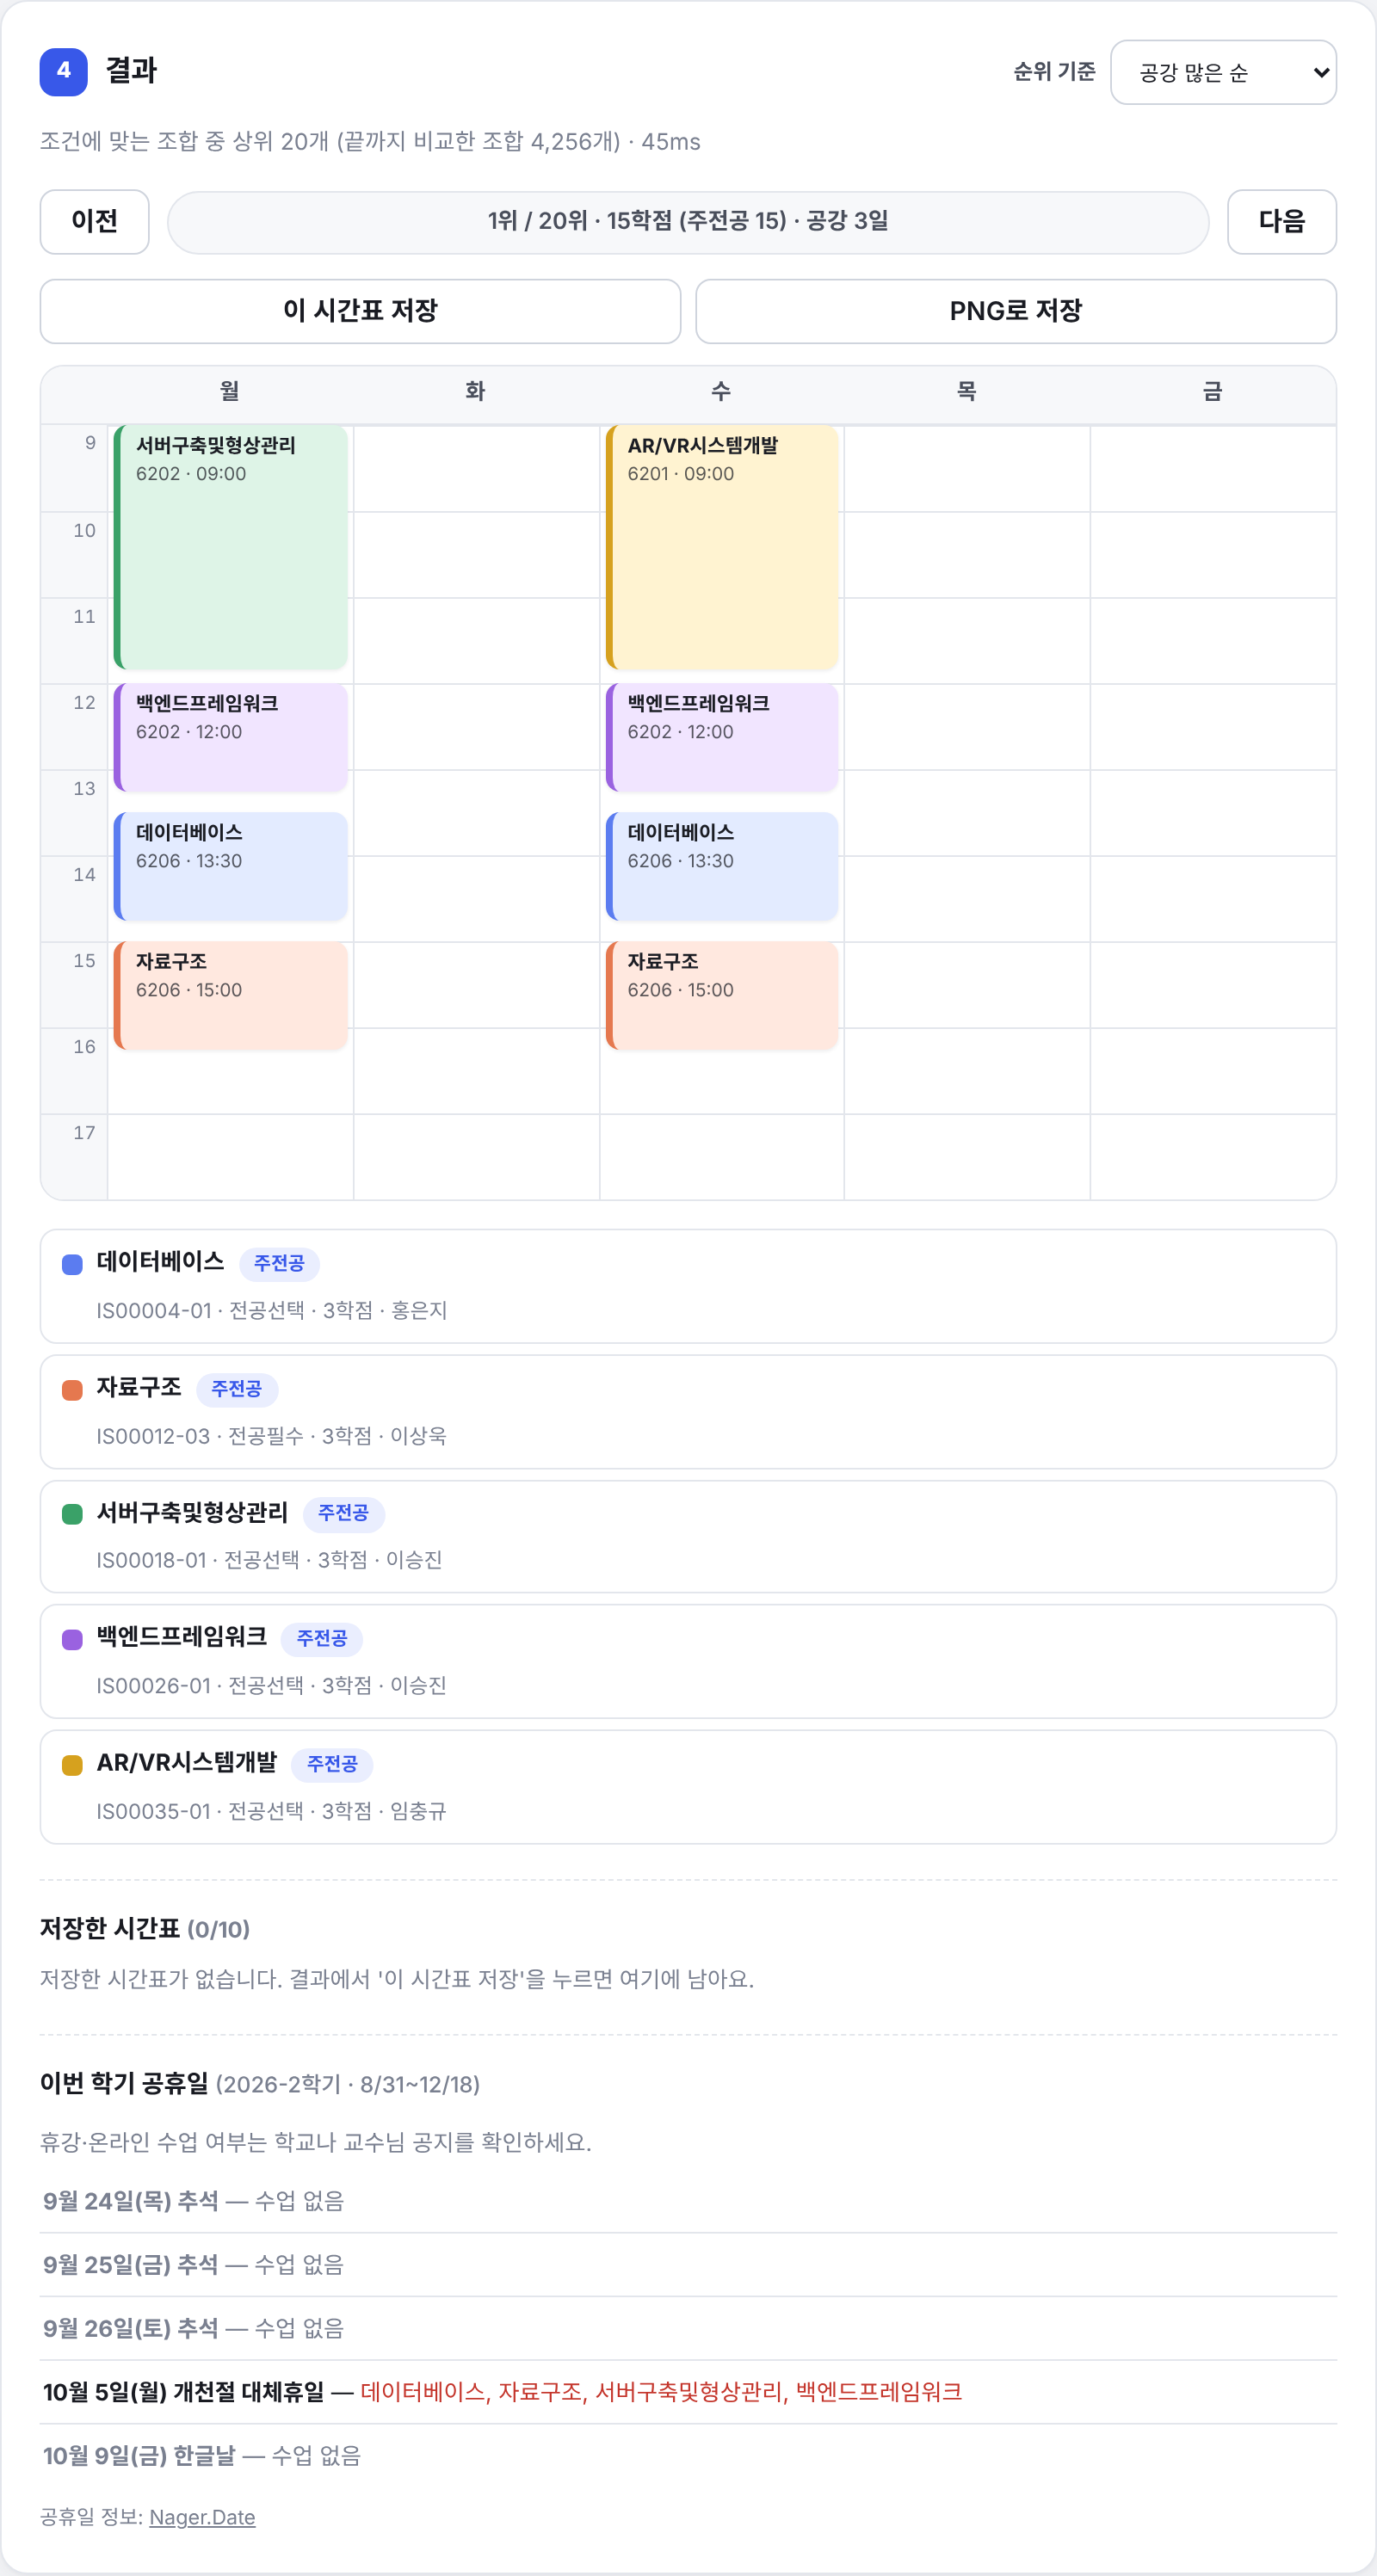 4 결과
순위 기준 공강 많은 순
조건에 맞는 조합 중 상위 20개 (끝까지 비교한 조합 4,256개) · 45ms
이전 1위 / 20위 · 15학점 (주전공 15) · 공강 3일 다음
이 시간표 저장 PNG로 저장
월 화 수 목 금
9
서버구축및형상관리
6202 · 09:00
AR/VR시스템개발
6201 · 09:00
10
11
12
백엔드프레임워크
6202 · 12:00
백엔드프레임워크
6202 · 12:00
13
데이터베이스
6206 · 13:30
데이터베이스
6206 · 13:30
14
15
자료구조
6206 · 15:00
자료구조
6206 · 15:00
16
17
데이터베이스 주전공
IS00004-01 · 전공선택 · 3학점 · 홍은지
자료구조 주전공
IS00012-03 · 전공필수 · 3학점 · 이상욱
서버구축및형상관리 주전공
IS00018-01 · 전공선택 · 3학점 · 이승진
백엔드프레임워크 주전공
IS00026-01 · 전공선택 · 3학점 · 이승진
AR/VR시스템개발 주전공
IS00035-01 · 전공선택 · 3학점 · 임충규
저장한 시간표 (0/10)
저장한 시간표가 없습니다. 결과에서 '이 시간표 저장'을 누르면 여기에 남아요.
이번 학기 공휴일 (2026-2학기 · 8/31~12/18)
휴강·온라인 수업 여부는 학교나 교수님 공지를 확인하세요.
9월 24일(목) 추석 — 수업 없음
9월 25일(금) 추석 — 수업 없음
9월 26일(토) 추석 — 수업 없음
10월 5일(월) 개천절 대체휴일 — 데이터베이스, 자료구조, 서버구축및형상관리, 백엔드프레임워크
10월 9일(금) 한글날 — 수업 없음
공휴일 정보: Nager.Date